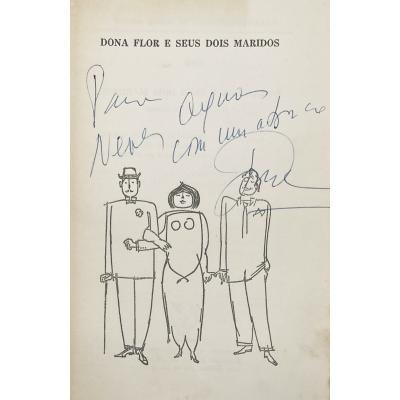 DONA FLOR E SEUS DOIS MARIDOS
Para
Neves com um abraço